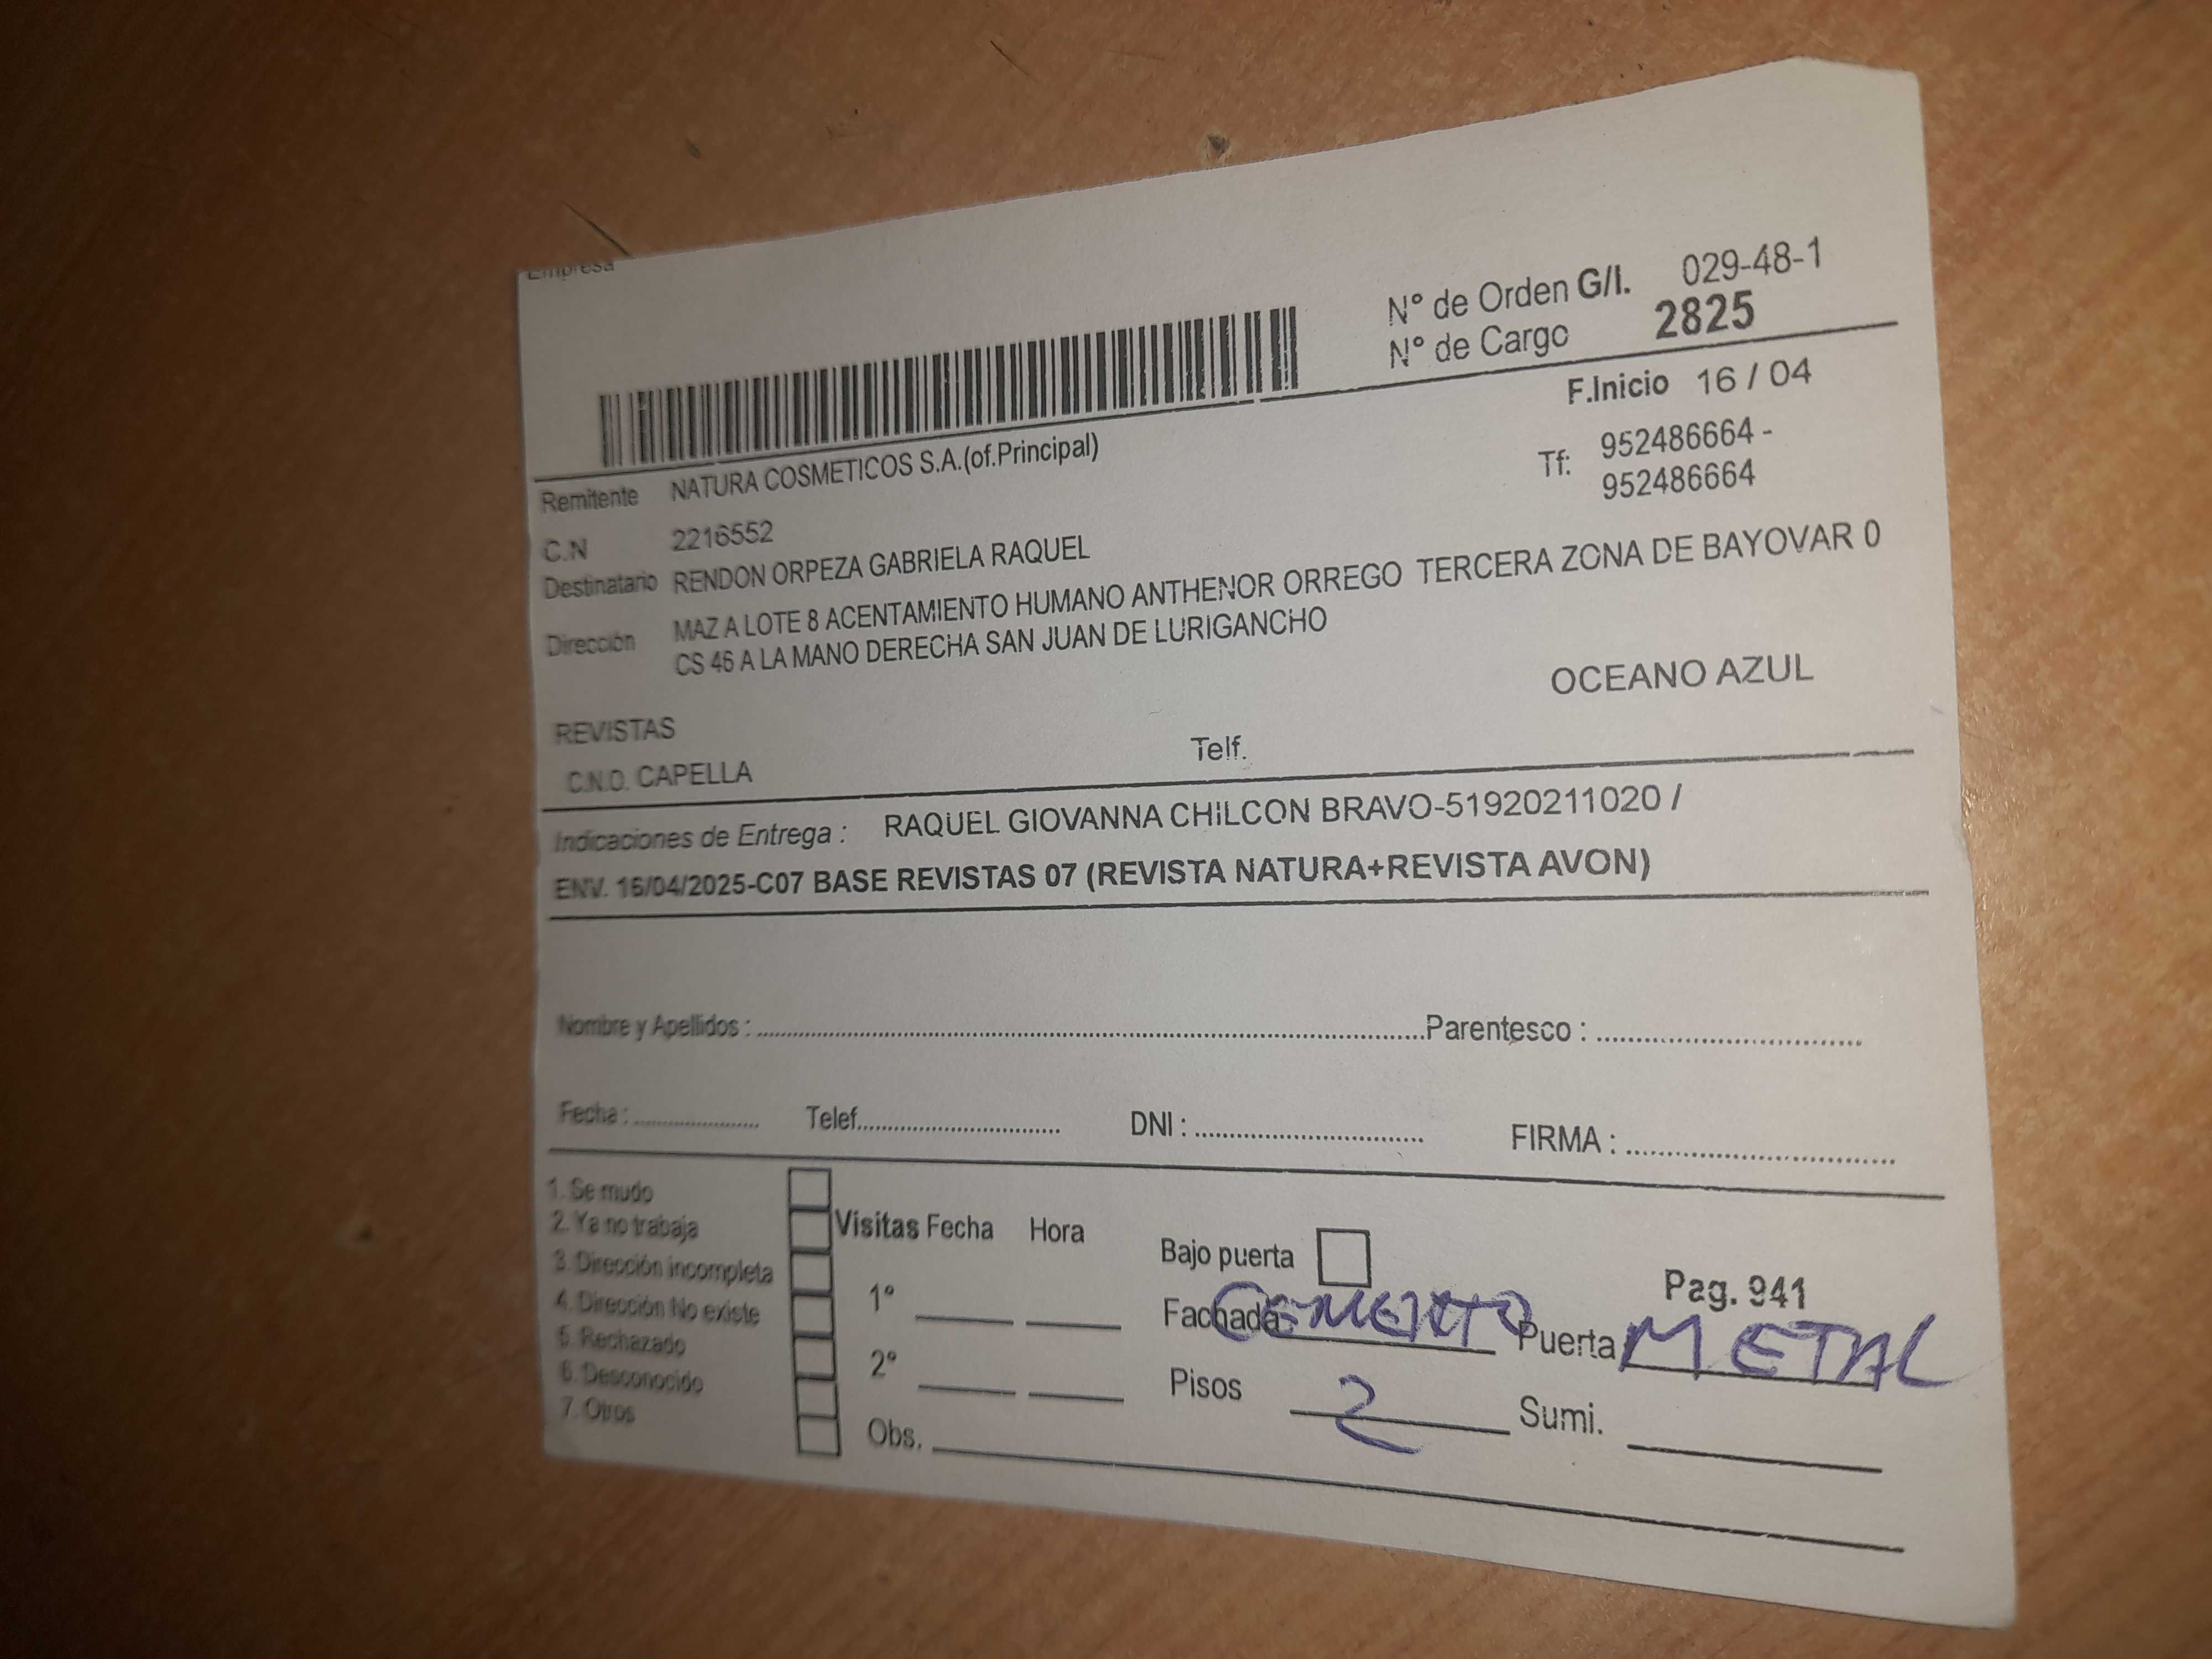 Empresa
N° de Orden G/I. 029-48-1
N° de Cargo 2825
F.Inicio 16 / 04
Remitente NATURA COSMETICOS S.A.(of.Principal)
Tf: 952486664 -
952486664
C.N 2216552
Destinatario RENDON ORPEZA GABRIELA RAQUEL
Dirección MAZ A LOTE 8 ACENTAMIENTO HUMANO ANTHENOR ORREGO TERCERA ZONA DE BAYOVAR 0
CS 46 A LA MANO DERECHA SAN JUAN DE LURIGANCHO
OCEANO AZUL
REVISTAS
C.N.O. CAPELLA Telf.
Indicaciones de Entrega : RAQUEL GIOVANNA CHILCON BRAVO-51920211020 /
ENV. 16/04/2025-C07 BASE REVISTAS 07 (REVISTA NATURA+REVISTA AVON)
Nombre y Apellidos : Parentesco :
Fecha : Telef. DNI : FIRMA :
1. Se mudo
2. Ya no trabaja
3. Dirección incompleta
4. Dirección No existe
5. Rechazado
6. Desconocido
7. Otros
Visitas Fecha Hora
1°
2°
Obs.
Bajo puerta
Pag. 941
Fachada CEMENTO Puerta METAL
Pisos 2 Sumi.